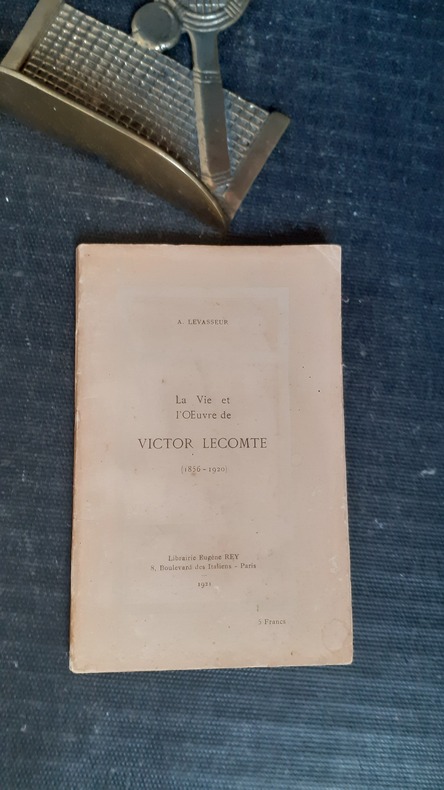 A. LEVASSEUR
La Vie et
l'OEuvre de
VICTOR LECOMTE
(1856-1920)
Librairie Eugène REY
8, Boulevard des Italiens - Paris
1921
Francs